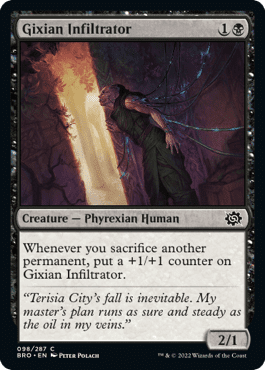 Gixian Infiltrator 1
Creature — Phyrexian Human
Whenever you sacrifice another
permanent, put a +1/+1 counter on
Gixian Infiltrator.
"Terisia City's fall is inevitable. My
master's plan runs as sure and steady as
the oil in my veins."
2/1
098/287 C
BRO • EN PETER POLACH
™ & © 2022 Wizards of the Coast